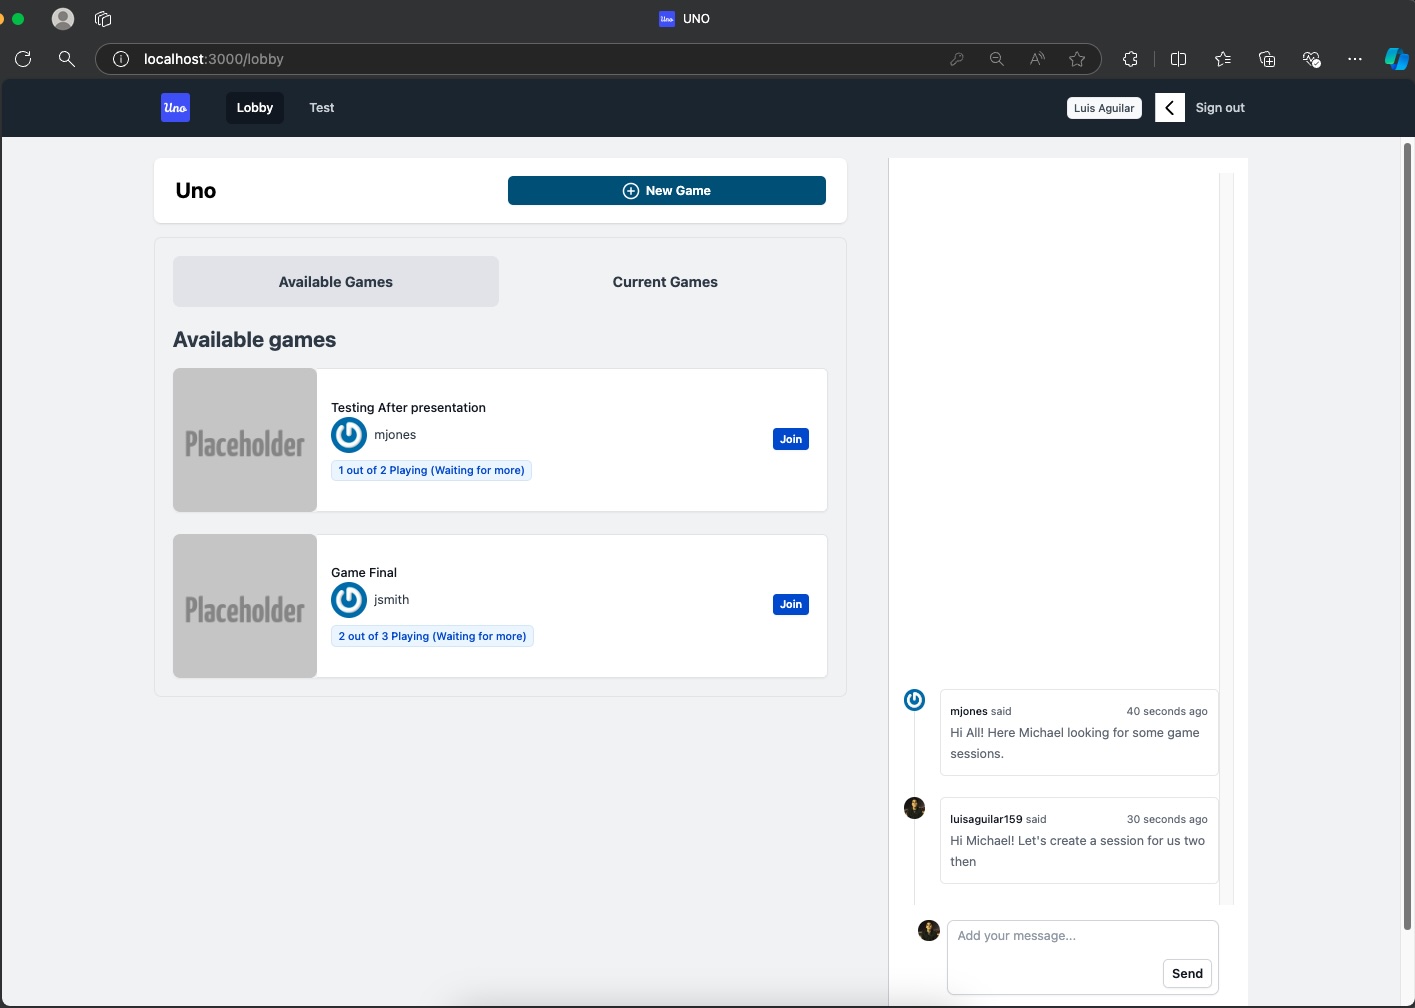 UNO
localhost:3000/lobby
Uno
Lobby
Test
Luis Aguilar
Sign out
Uno
New Game
Available Games
Current Games
Available games
Placeholder
Testing After presentation
mjones
1 out of 2 Playing (Waiting for more)
Join
Placeholder
Game Final
jsmith
2 out of 3 Playing (Waiting for more)
Join
mjones said
40 seconds ago
Hi All! Here Michael looking for some game
sessions.
luisaguilar159 said
30 seconds ago
Hi Michael! Let's create a session for us two
then
Add your message...
Send